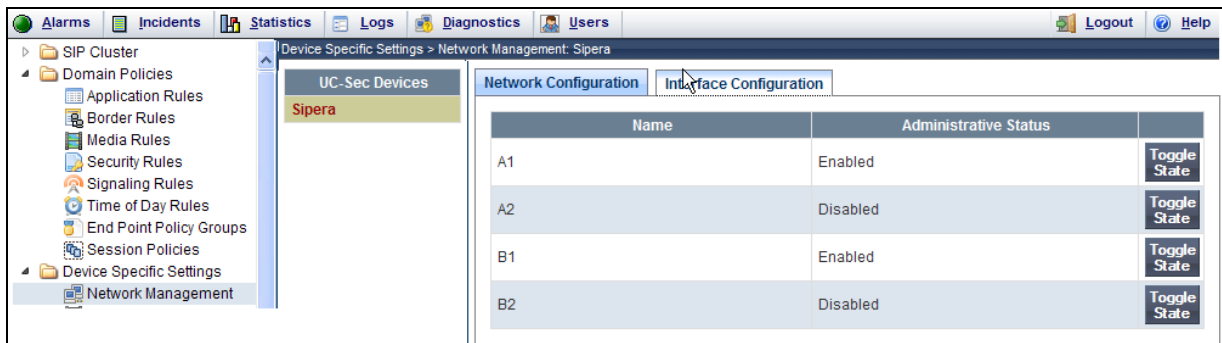 Alarms Incidents Statistics Logs Diagnostics Users Logout Help
SIP Cluster
Domain Policies
Application Rules
Border Rules
Media Rules
Security Rules
Signaling Rules
Time of Day Rules
End Point Policy Groups
Session Policies
Device Specific Settings
Network Management
Device Specific Settings > Network Management: Sipera
UC-Sec Devices
Sipera
Network Configuration Interface Configuration
Name Administrative Status
A1 Enabled Toggle State
A2 Disabled Toggle State
B1 Enabled Toggle State
B2 Disabled Toggle State